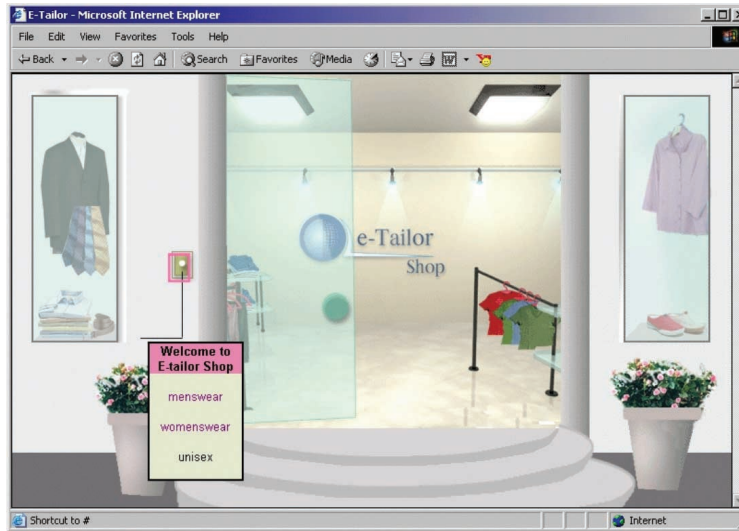 E-Tailor - Microsoft Internet Explorer
File Edit View Favorites Tools Help
Back Search Favorites Media
e-Tailor
Shop
Welcome to
E-tailor Shop
menswear
womenswear
unisex
Shortcut to # Internet